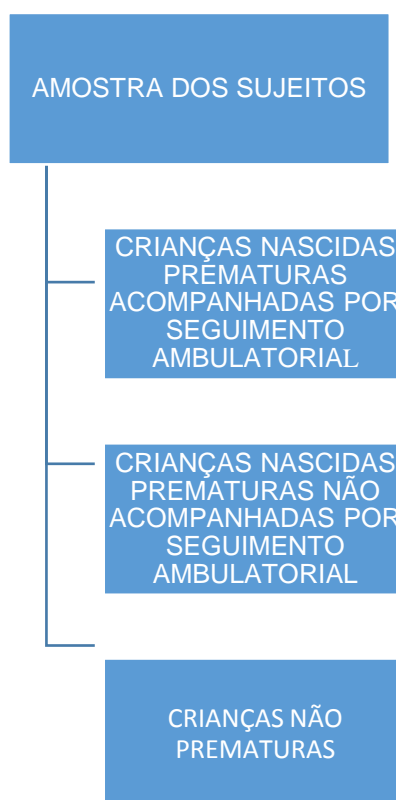 AMOSTRA DOS SUJEITOS
CRIANÇAS NASCIDAS
PREMATURAS
ACOMPANHADAS POR
SEGUIMENTO
AMBULATORIAL
CRIANÇAS NASCIDAS
PREMATURAS NÃO
ACOMPANHADAS POR
SEGUIMENTO
AMBULATORIAL
CRIANÇAS NÃO
PREMATURAS